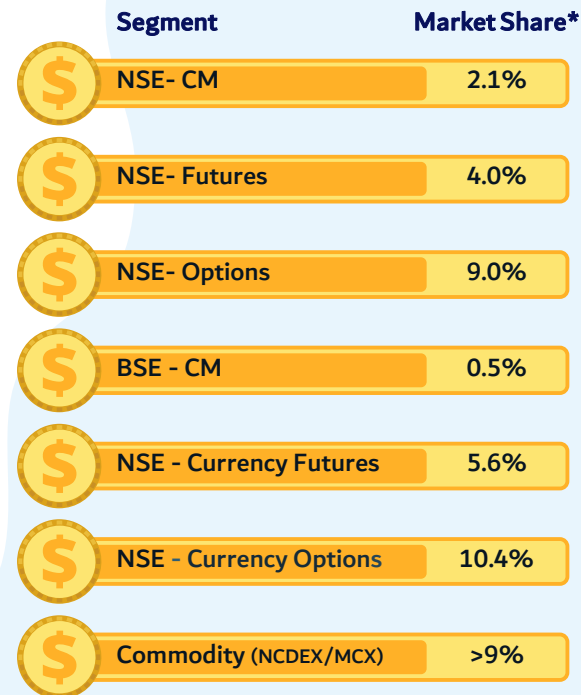 Segment Market Share*
$ NSE- CM 2.1%
$ NSE- Futures 4.0%
$ NSE- Options 9.0%
$ BSE - CM 0.5%
$ NSE - Currency Futures 5.6%
$ NSE - Currency Options 10.4%
$ Commodity (NCDEX/MCX) >9%